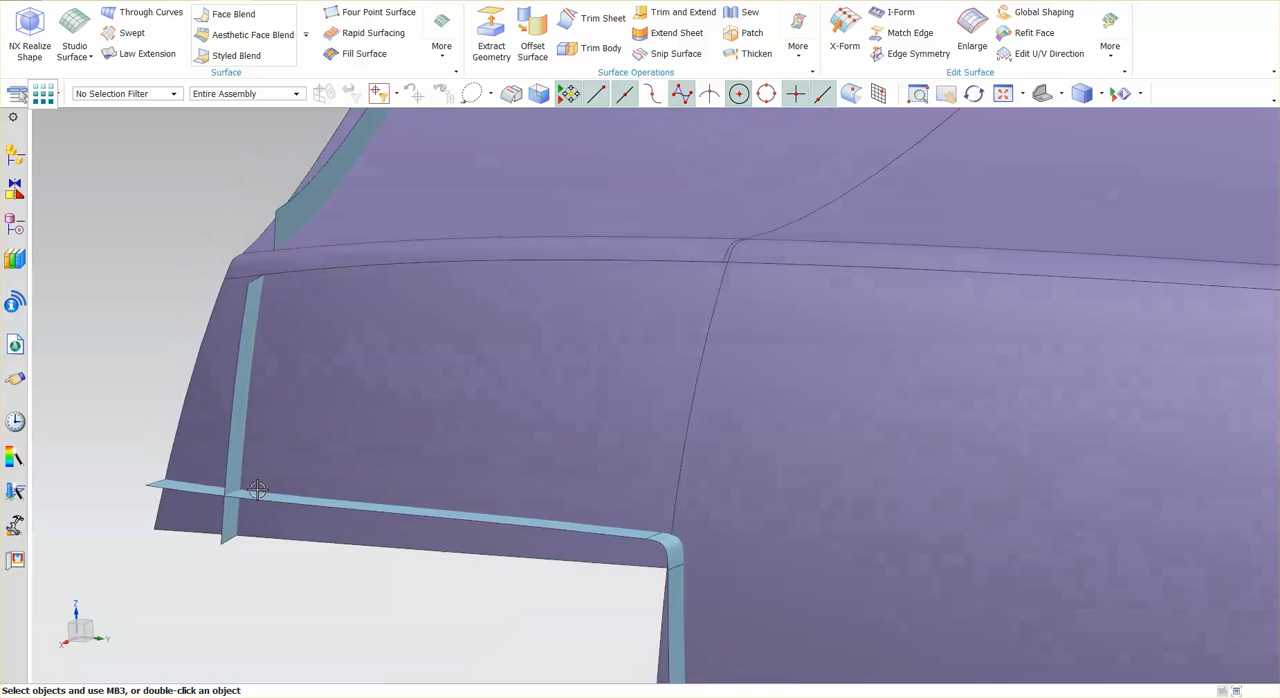 NX Realize Shape
Studio Surface
Through Curves
Swept
Law Extension
Face Blend
Aesthetic Face Blend
Styled Blend
Four Point Surface
Rapid Surfacing
Fill Surface
More
Surface
Extract Geometry
Offset Surface
Trim Sheet
Trim Body
Trim and Extend
Extend Sheet
Snip Surface
Sew
Patch
Thicken
More
Surface Operations
X-Form
I-Form
Match Edge
Edge Symmetry
Enlarge
Global Shaping
Refit Face
Edit U/V Direction
More
Edit Surface
No Selection Filter
Entire Assembly
Z
X
Y
Select objects and use MB3, or double-click an object